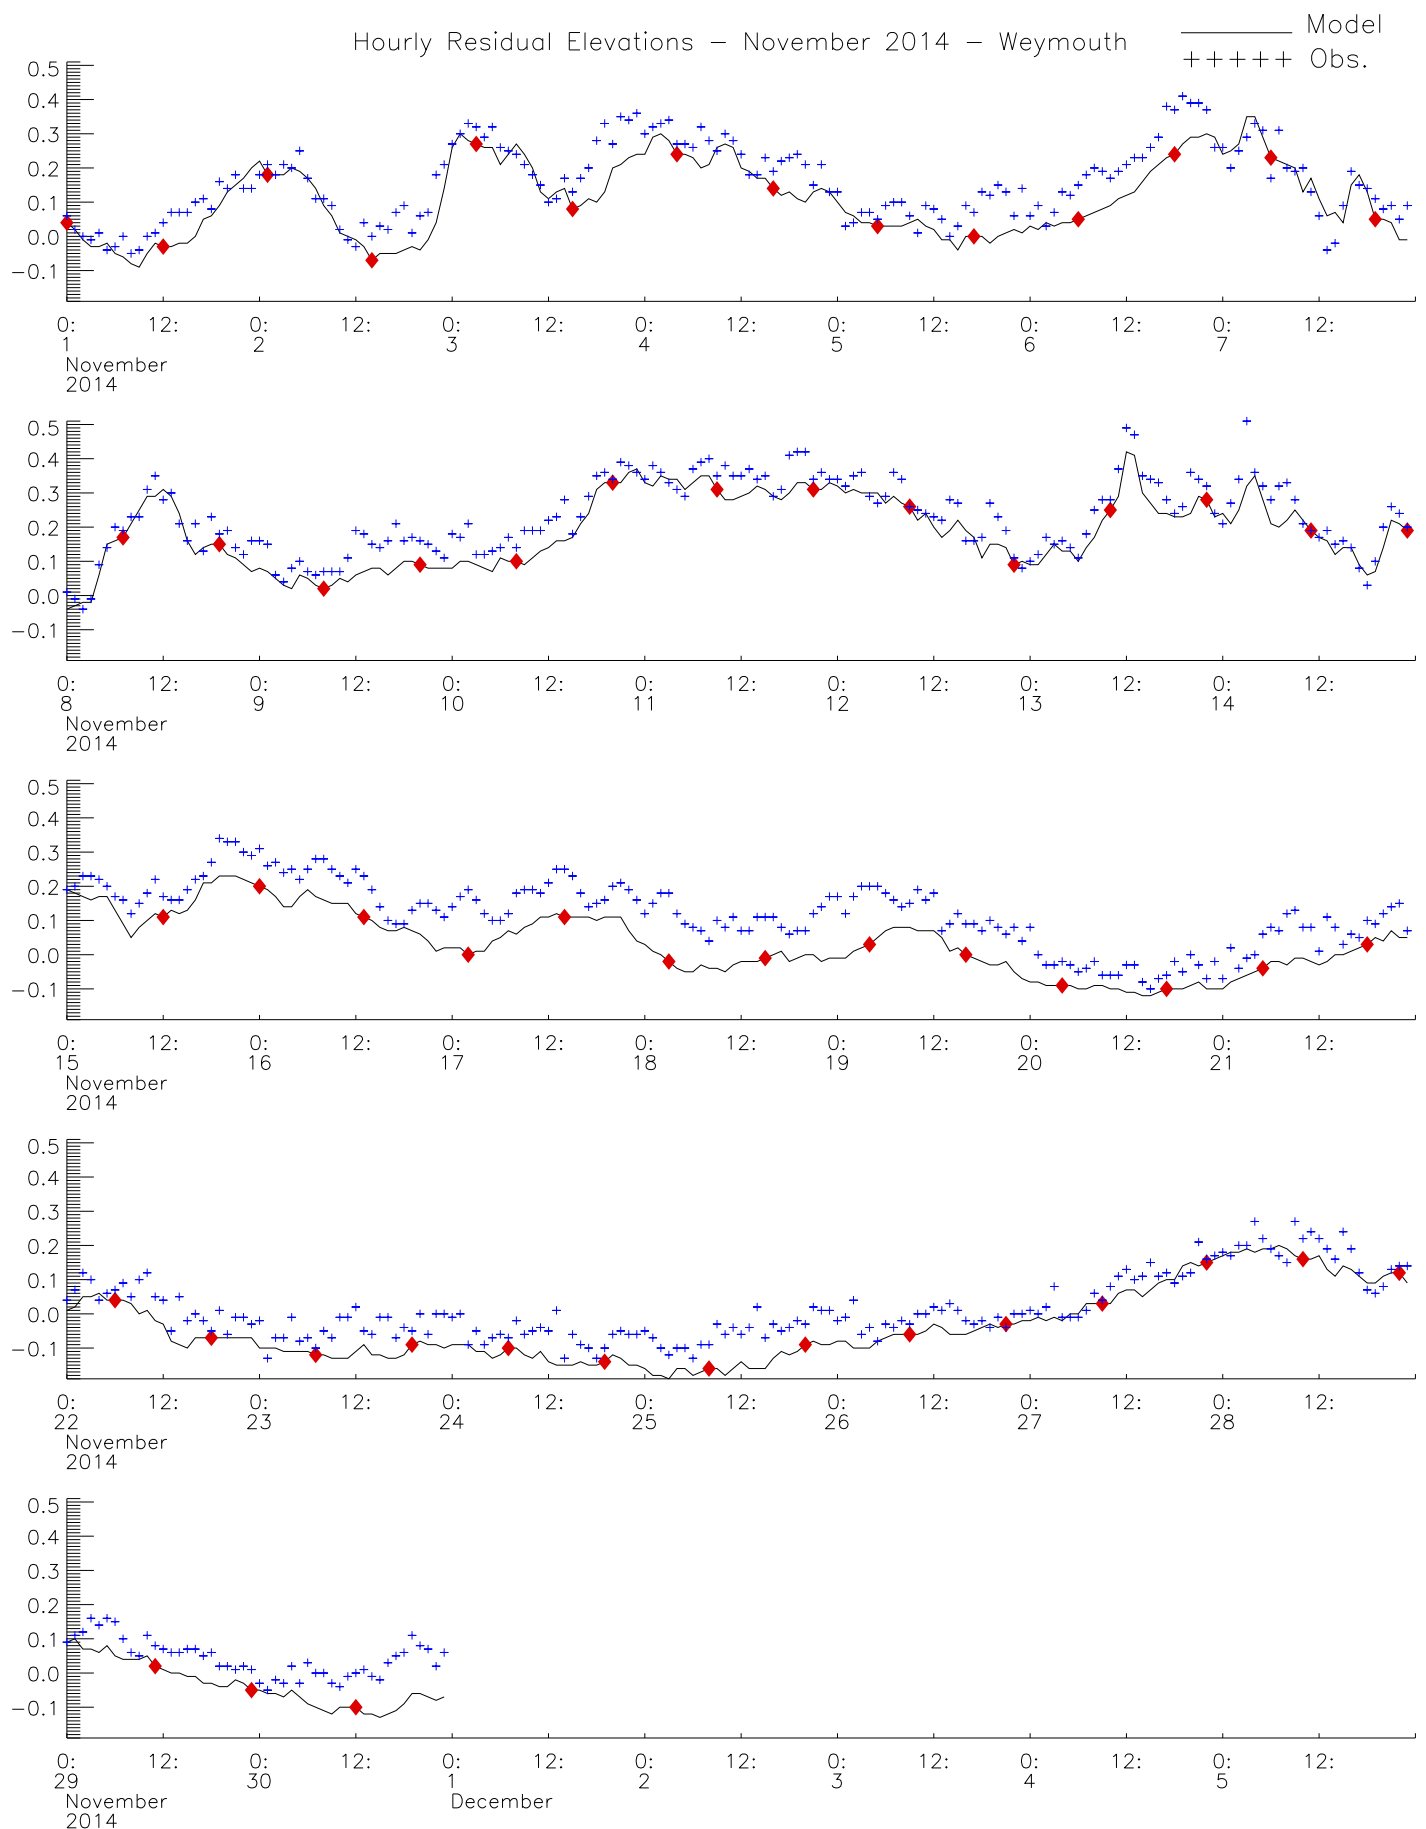 Hourly Residual Elevations − November 2014 − Weymouth
Model
+++++ Obs.
0.5
0.4
0.3
0.2
0.1
0.0
−0.1
0: 12: 0: 12: 0: 12: 0: 12: 0: 12: 0: 12: 0: 12:
1 2 3 4 5 6 7
November
2014
0.5
0.4
0.3
0.2
0.1
0.0
−0.1
0: 12: 0: 12: 0: 12: 0: 12: 0: 12: 0: 12: 0: 12:
8 9 10 11 12 13 14
November
2014
0.5
0.4
0.3
0.2
0.1
0.0
−0.1
0: 12: 0: 12: 0: 12: 0: 12: 0: 12: 0: 12: 0: 12:
15 16 17 18 19 20 21
November
2014
0.5
0.4
0.3
0.2
0.1
0.0
−0.1
0: 12: 0: 12: 0: 12: 0: 12: 0: 12: 0: 12: 0: 12:
22 23 24 25 26 27 28
November
2014
0.5
0.4
0.3
0.2
0.1
0.0
−0.1
0: 12: 0: 12: 0: 12: 0: 12: 0: 12: 0: 12: 0: 12:
29 30 1 2 3 4 5
November December
2014